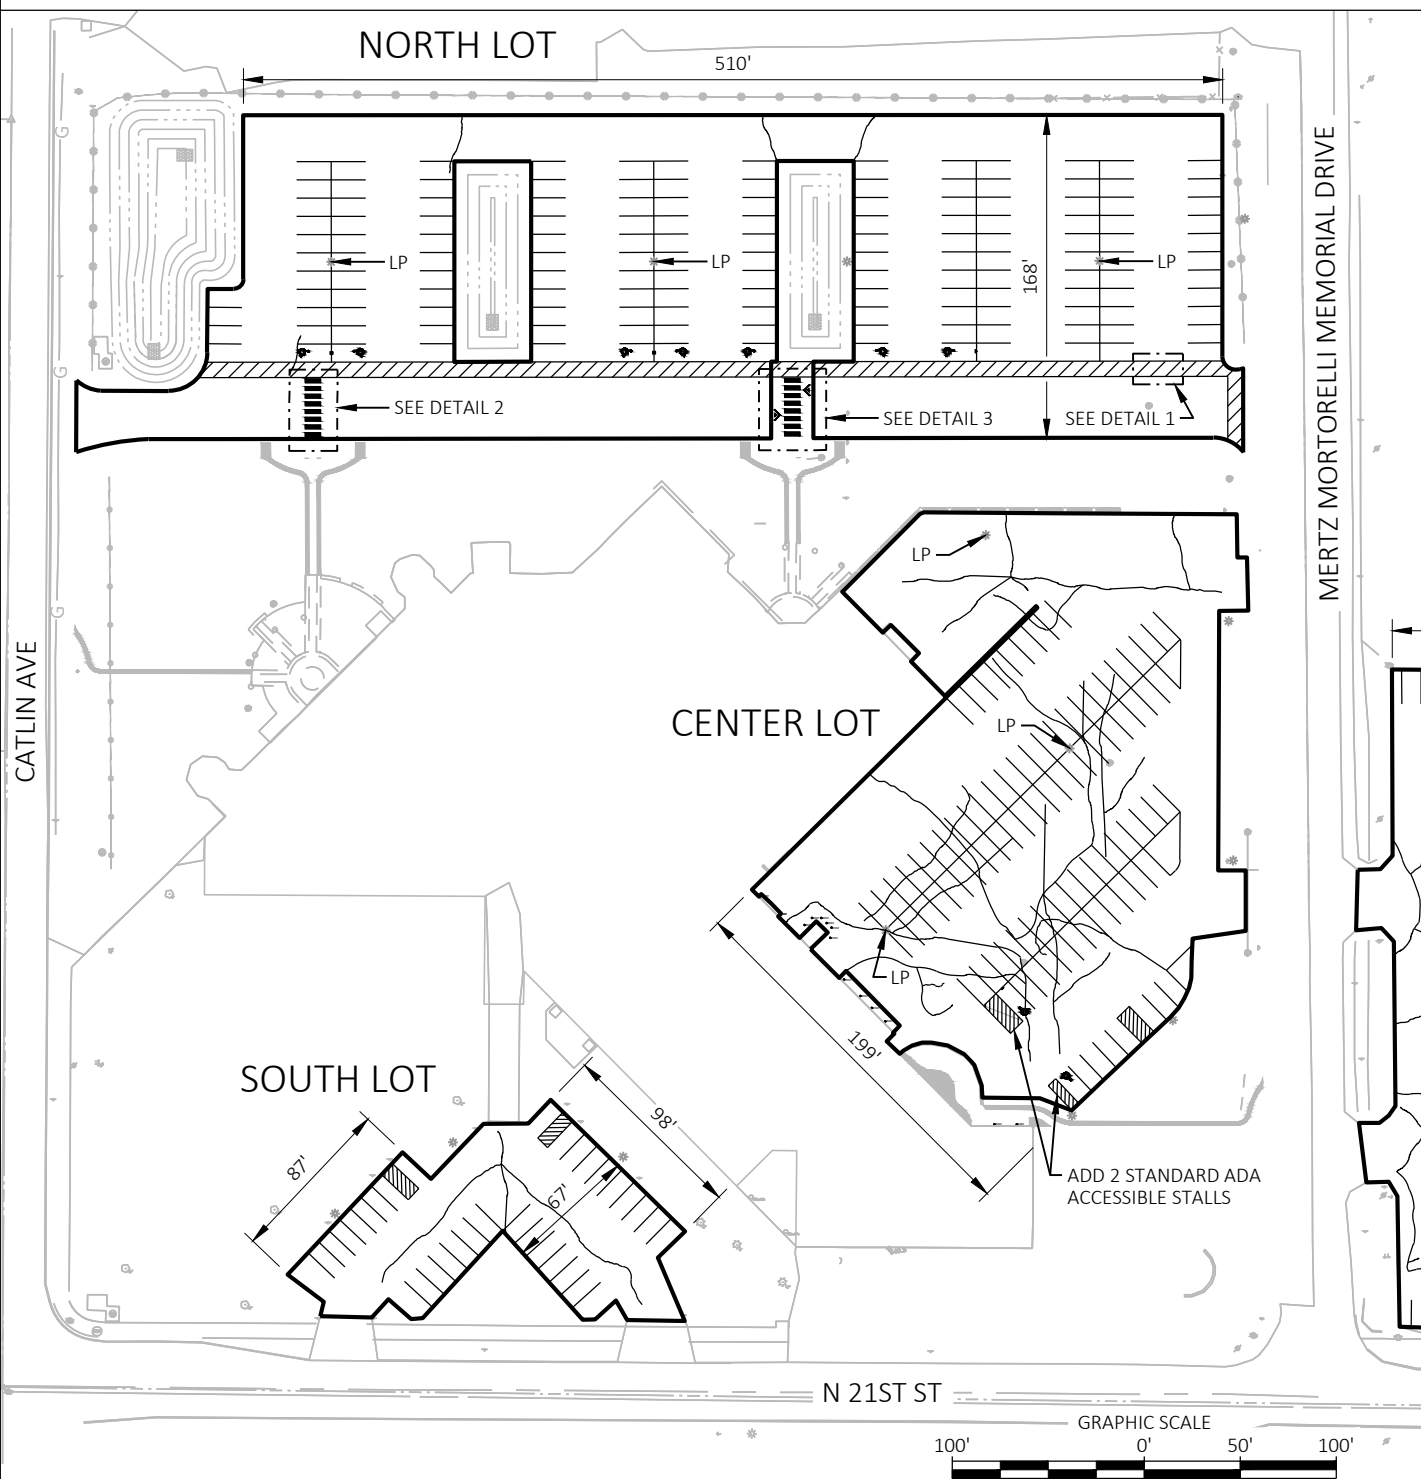 NORTH LOT
510'
G
G
G
168'
LP
LP
LP
SEE DETAIL 2
SEE DETAIL 3
SEE DETAIL 1
MERTZ MORTORELLI MEMORIAL DRIVE
CATLIN AVE
LP
CENTER LOT
LP
LP
199'
SOUTH LOT
98'
87'
67'
ADD 2 STANDARD ADA
ACCESSIBLE STALLS
N 21ST ST
GRAPHIC SCALE
100' 0' 50' 100'